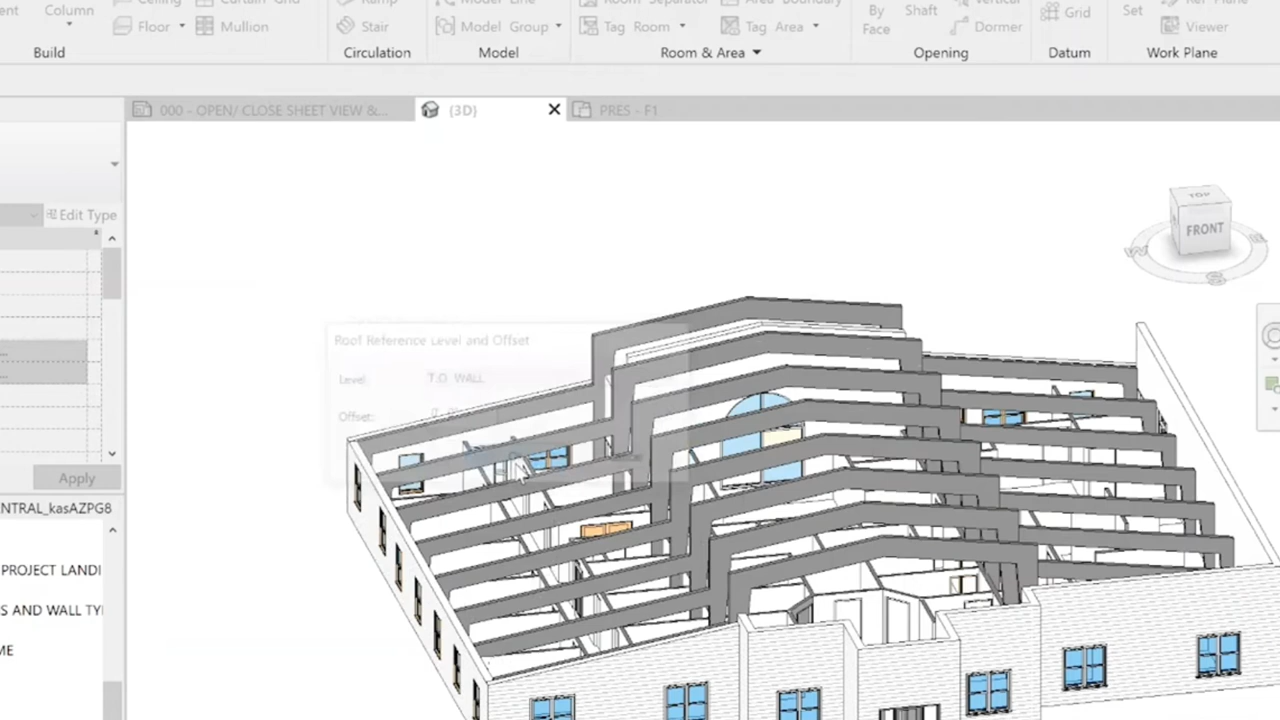 Column
Ceiling
Curtain Grid
Ramp
Model Line
Room Separator
Area Boundary
By
Shaft
Vertical
Set
Ref Plane
Floor
Mullion
Stair
Model Group
Tag Room
Tag Area
Face
Dormer
Grid
Viewer
Build
Circulation
Model
Room & Area
Opening
Datum
Work Plane
000 - OPEN/ CLOSE SHEET VIEW &...
{3D}
PRES - F1
Edit Type
TOP
FRONT
W
S
Roof Reference Level and Offset
Level:
T.O. WALL
Offset:
Apply
ENTRAL_kasAZPG8
PROJECT LANDI
S AND WALL TY
ME